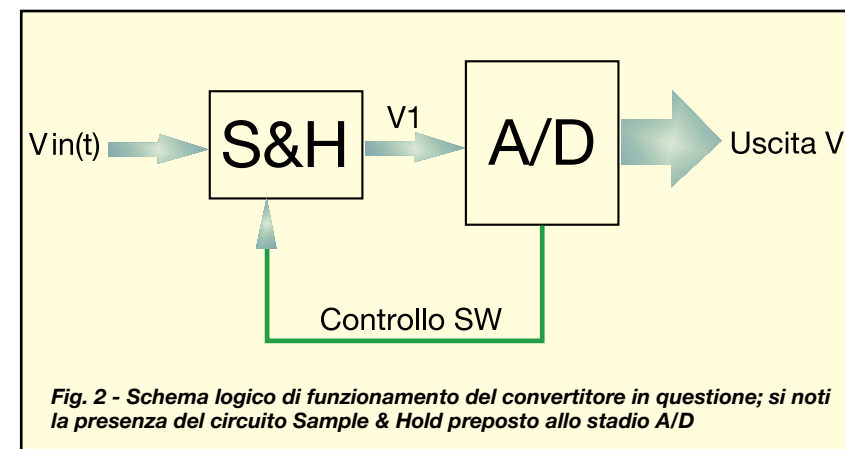 Vin(t)
S&H
V1
A/D
Uscita V
Controllo SW
Fig. 2 - Schema logico di funzionamento del convertitore in questione; si noti
la presenza del circuito Sample & Hold preposto allo stadio A/D